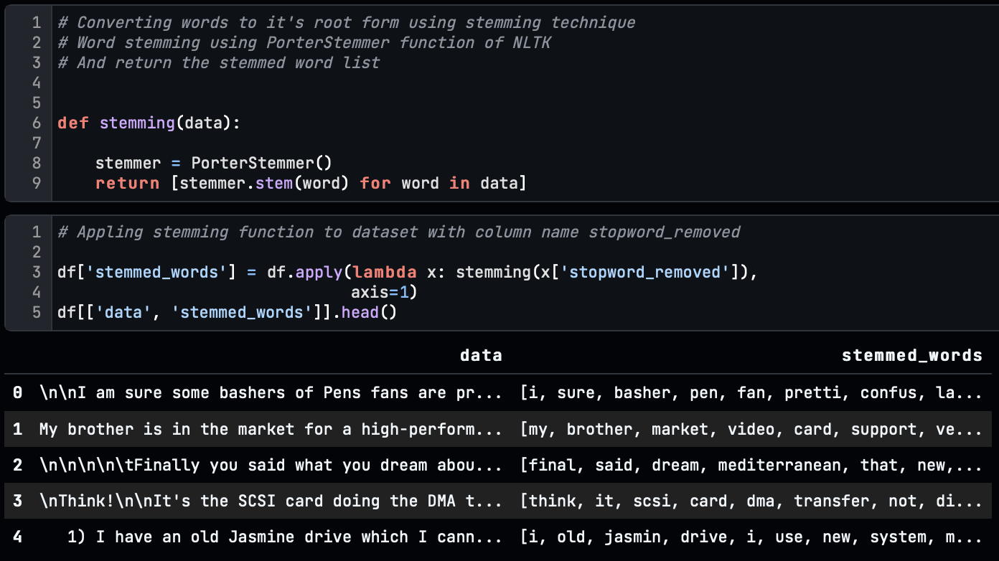 1 # Converting words to it's root form using stemming technique
2 # Word stemming using PorterStemmer function of NLTK
3 # And return the stemmed word list
4
5
6 def stemming(data):
7
8     stemmer = PorterStemmer()
9     return [stemmer.stem(word) for word in data]
1 # Appling stemming function to dataset with column name stopword_removed
2
3 df['stemmed_words'] = df.apply(lambda x: stemming(x['stopword_removed']),
4                                axis=1)
5 df[['data', 'stemmed_words']].head()
data stemmed_words
0 \n\nI am sure some bashers of Pens fans are pr... [i, sure, basher, pen, fan, pretti, confus, la...
1 My brother is in the market for a high-perform... [my, brother, market, video, card, support, ve...
2 \n\n\n\n\tFinally you said what you dream abou... [final, said, dream, mediterranean, that, new,...
3 \nThink!\n\nIt's the SCSI card doing the DMA t... [think, it, scsi, card, dma, transfer, not, di...
4 1) I have an old Jasmine drive which I cann... [i, old, jasmin, drive, i, use, new, system, m...